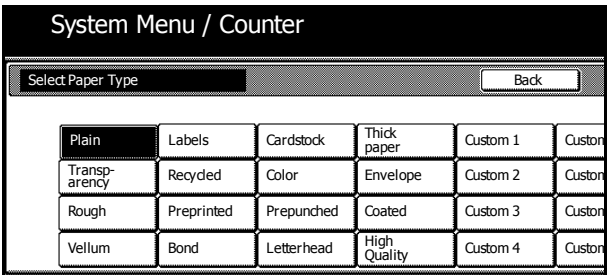 System Menu / Counter
Select Paper Type
Back
Plain Labels Cardstock Thick paper Custom 1
Transp-arency Recycled Color Envelope Custom 2
Rough Preprinted Prepunched Coated Custom 3
Vellum Bond Letterhead High Quality Custom 4